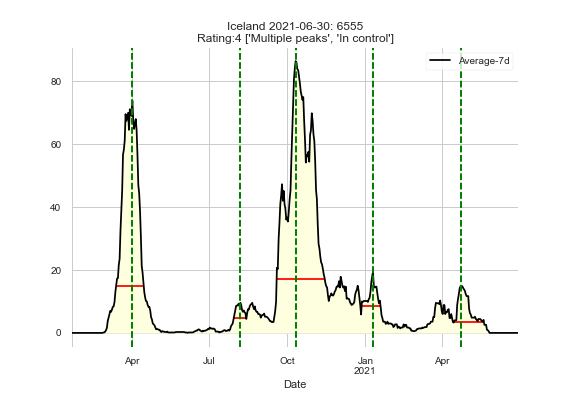 Iceland 2021-06-30: 6555
Rating:4 ['Multiple peaks', 'In control']
Average-7d
80
60
40
20
0
Apr Jul Oct Jan Apr
2021
Date